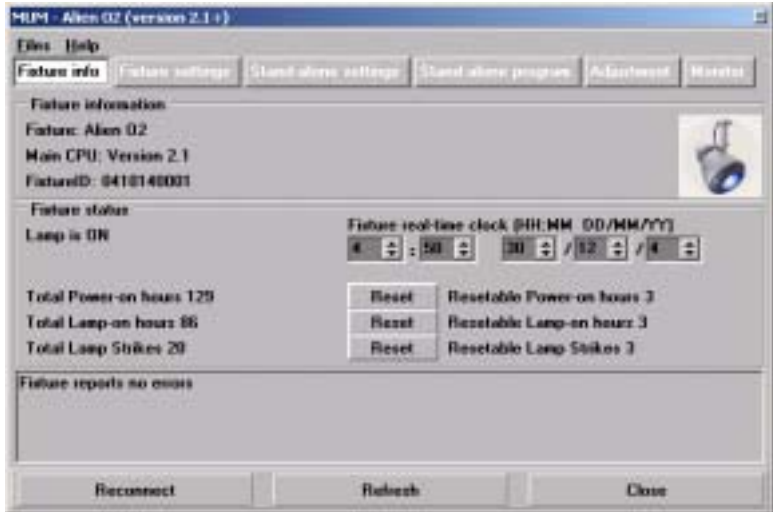 MUM - Alien 02 (version 2.1+)
Files Help
Fixture info Fixture settings Stand alone settings Stand alone program Adjustment Monitor
Fixture information
Fixture: Alien 02
Main CPU: Version 2.1
FixtureID: 0410140001
Fixture status
Lamp is ON
Fixture real-time clock (HH:MM DD/MM/YY)
4 : 50 30 / 12 / 4
Total Power-on hours 129 Reset Resetable Power-on hours 3
Total Lamp-on hours 86 Reset Resetable Lamp-on hours 3
Total Lamp Strikes 20 Reset Resetable Lamp Strikes 3
Fixture reports no errors
Reconnect Refresh Close